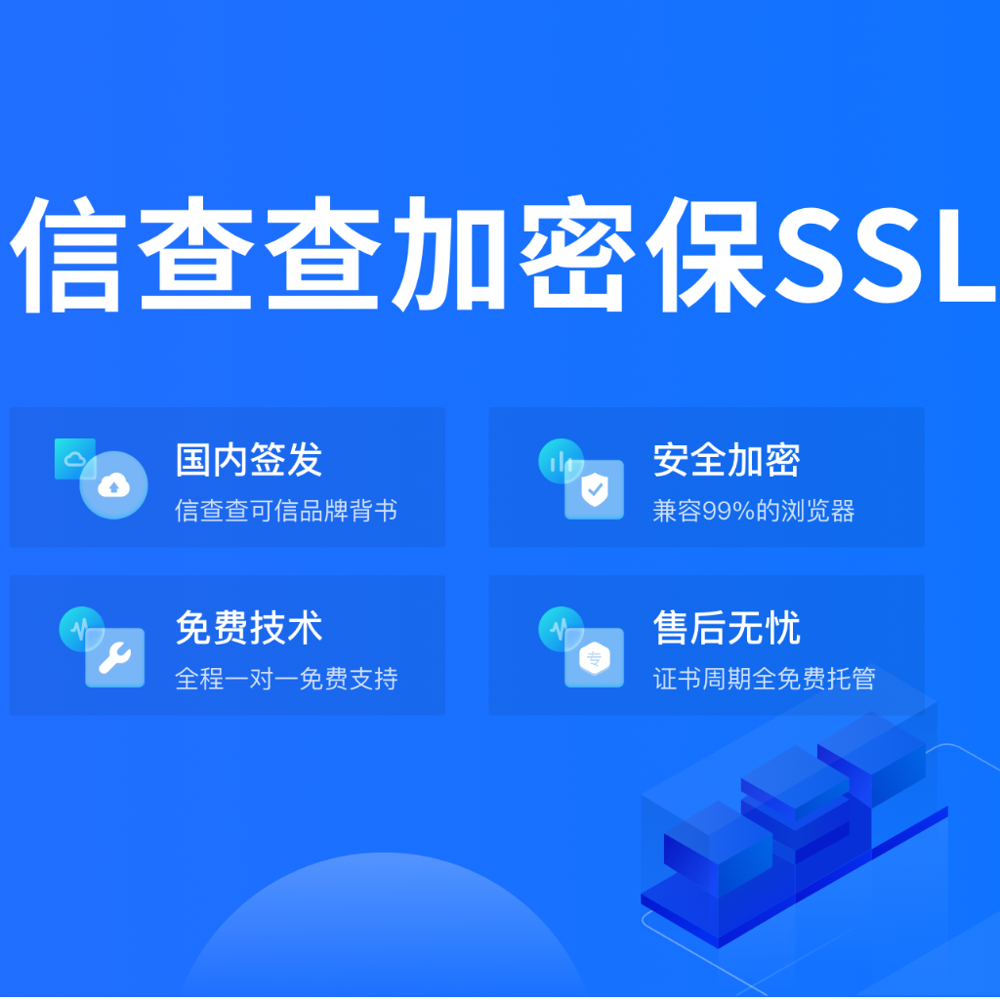 信查查加密保SSL
国内签发
信查查可信品牌背书
安全加密
兼容99%的浏览器
免费技术
全程一对一免费支持
售后无忧
专
证书周期全免费托管